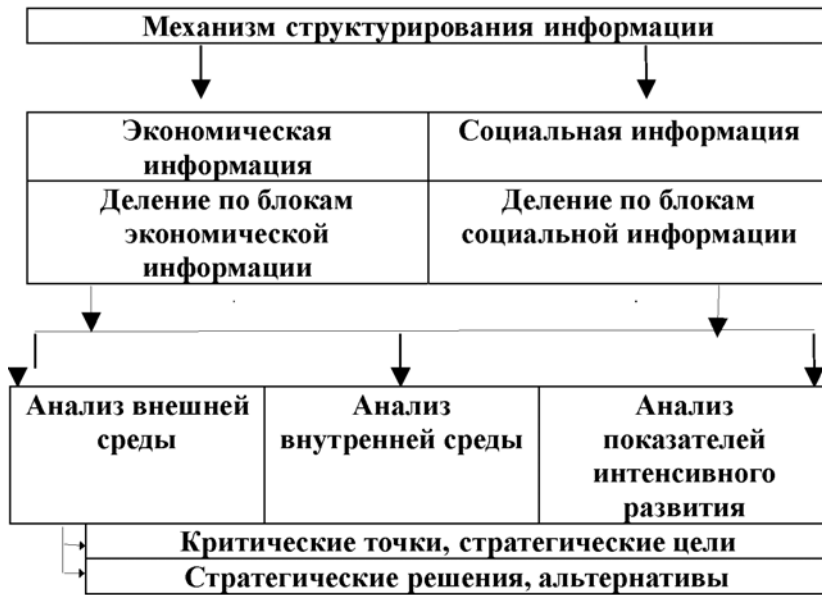 Механизм структурирования информации
Экономическая
информация
Социальная информация
Деление по блокам
экономической
информации
Деление по блокам
социальной информации
Анализ внешней
среды
Анализ
внутренней среды
Анализ
показателей
интенсивного
развития
Критические точки, стратегические цели
Стратегические решения, альтернативы